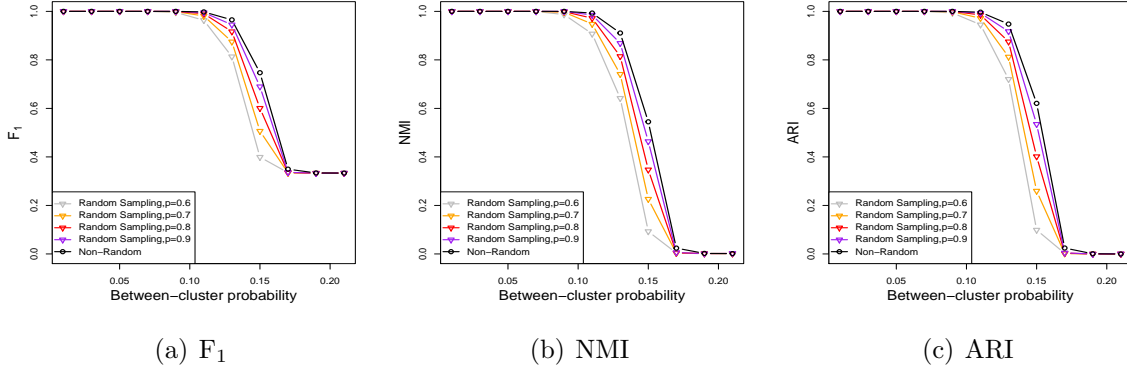 1.0
0.8
0.6
0.4
0.2
0.0
F1
Random Sampling,p=0.6
Random Sampling,p=0.7
Random Sampling,p=0.8
Random Sampling,p=0.9
Non−Random
0.05 0.10 0.15 0.20
Between−cluster probability
(a) F1
1.0
0.8
0.6
0.4
0.2
0.0
NMI
Random Sampling,p=0.6
Random Sampling,p=0.7
Random Sampling,p=0.8
Random Sampling,p=0.9
Non−Random
0.05 0.10 0.15 0.20
Between−cluster probability
(b) NMI
1.0
0.8
0.6
0.4
0.2
0.0
ARI
Random Sampling,p=0.6
Random Sampling,p=0.7
Random Sampling,p=0.8
Random Sampling,p=0.9
Non−Random
0.05 0.10 0.15 0.20
Between−cluster probability
(c) ARI